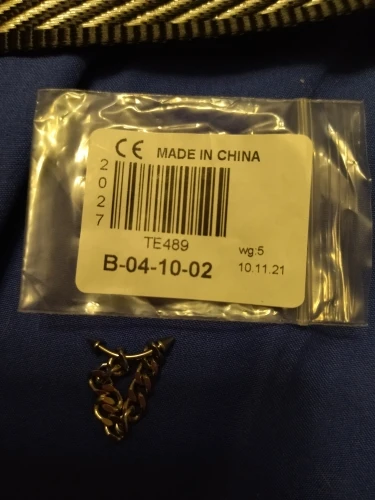 CE MADE IN CHINA
2027
TE489
B-04-10-02
wg:5
10.11.21